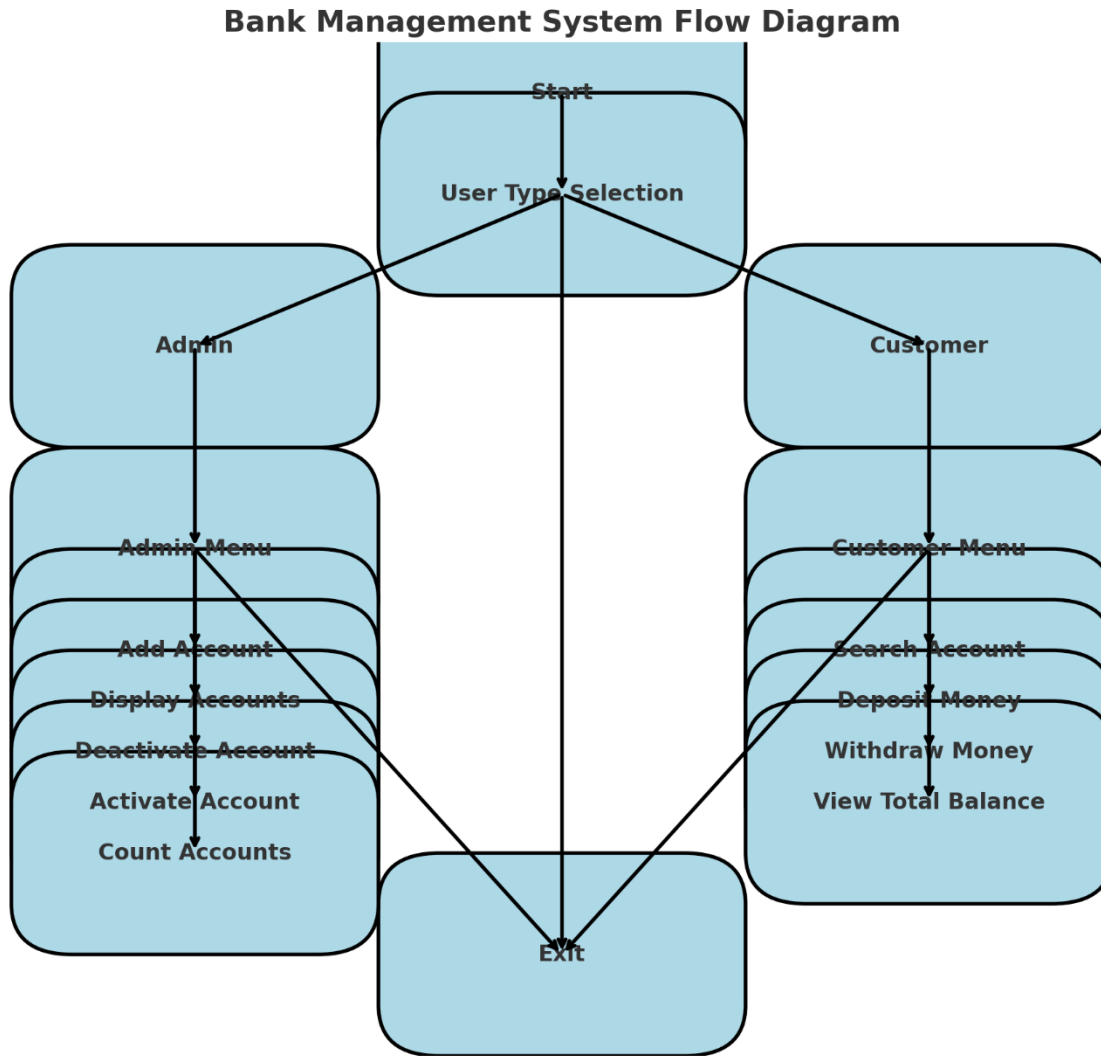 Bank Management System Flow Diagram
Start
User Type Selection
Admin
Customer
Admin Menu
Customer Menu
Add Account
Search Account
Display Accounts
Deposit Money
Deactivate Account
Withdraw Money
Activate Account
View Total Balance
Count Accounts
Exit